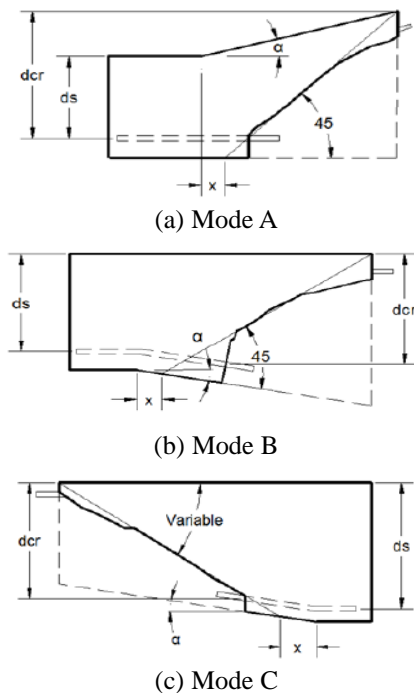 dcr
ds
α
45
x
(a) Mode A
ds
dcr
α
45
x
(b) Mode B
dcr
Variable
ds
α
x
(c) Mode C